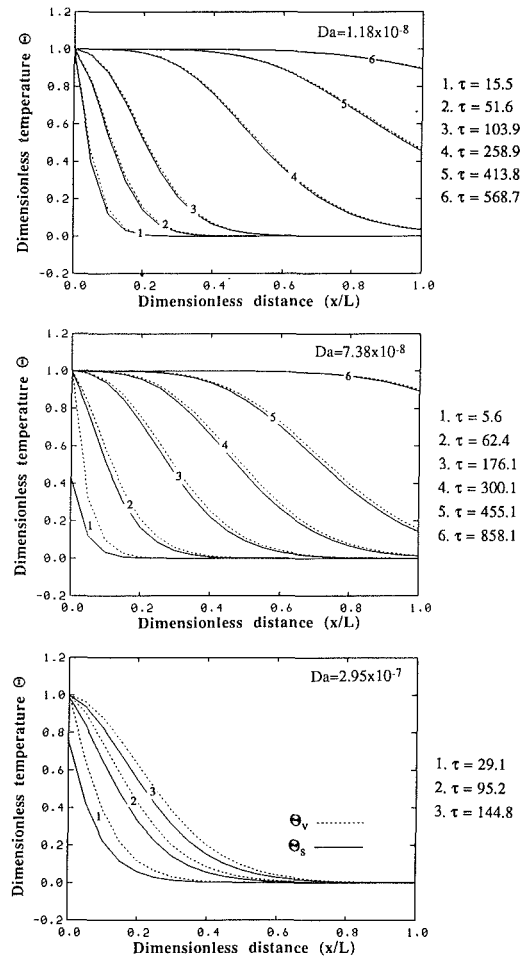 Da=1.18x10-8
Dimensionless temperature Θ
1.2
1.0
0.8
0.6
0.4
0.2
0.0
-0.2
1
2
3
4
5
6
0.0 0.2 0.4 0.6 0.8 1.0
Dimensionless distance (x/L)
1. τ = 15.5
2. τ = 51.6
3. τ = 103.9
4. τ = 258.9
5. τ = 413.8
6. τ = 568.7
Da=7.38x10-8
Dimensionless temperature Θ
1.2
1.0
0.8
0.6
0.4
0.2
0.0
-0.2
1
2
3
4
5
6
0.0 0.2 0.4 0.6 0.8 1.0
Dimensionless distance (x/L)
1. τ = 5.6
2. τ = 62.4
3. τ = 176.1
4. τ = 300.1
5. τ = 455.1
6. τ = 858.1
Da=2.95x10-7
Dimensionless temperature Θ
1.2
1.0
0.8
0.6
0.4
0.2
0.0
-0.2
1
2
3
Θv
Θs
0.0 0.2 0.4 0.6 0.8 1.0
Dimensionless distance (x/L)
1. τ = 29.1
2. τ = 95.2
3. τ = 144.8